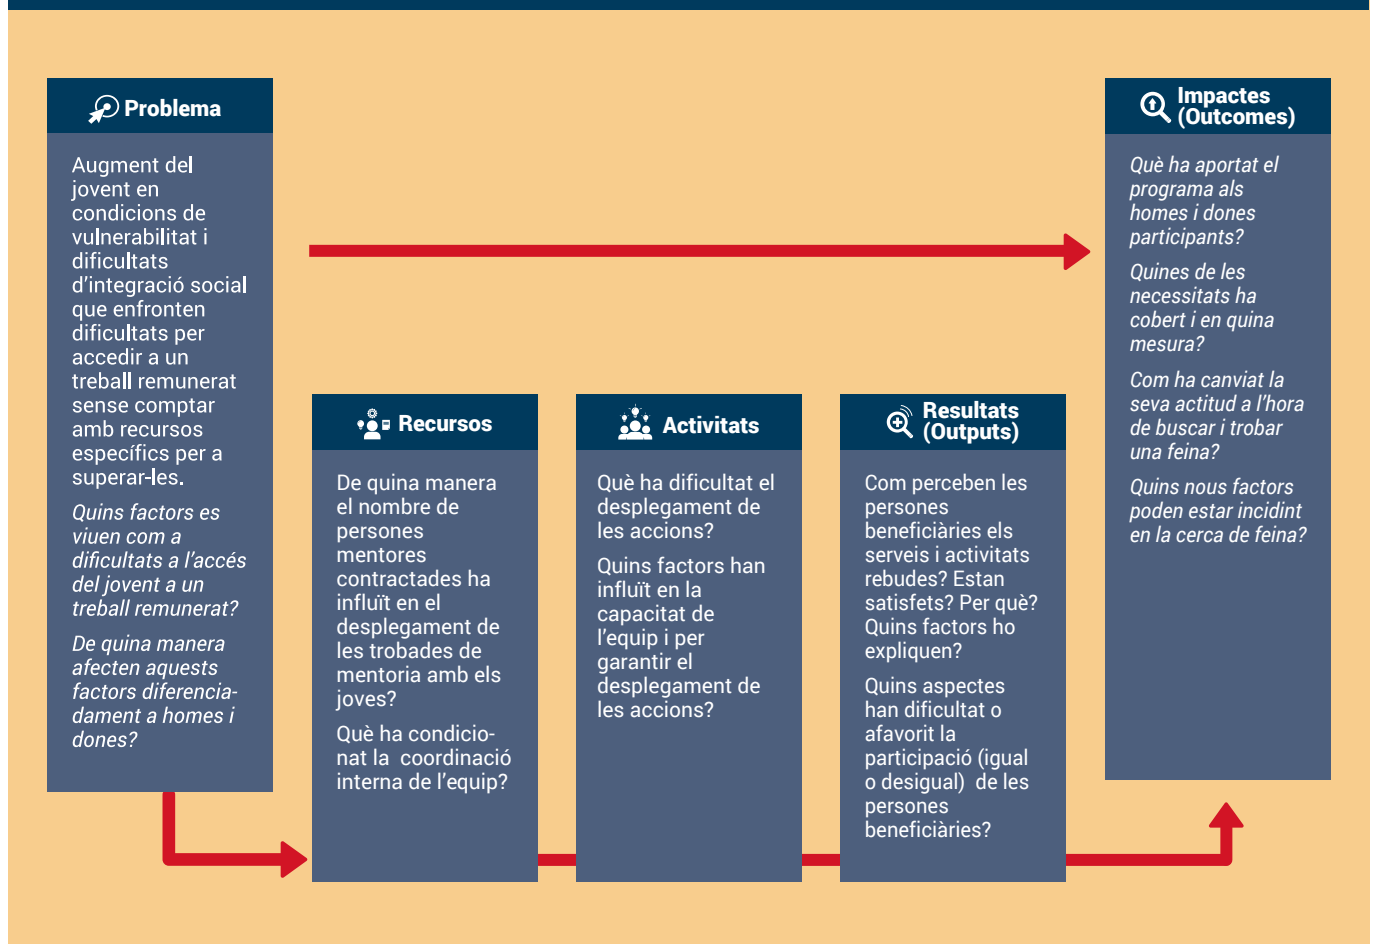 Problema
Augment del
jovent en
condicions de
vulnerabilitat i
dificultats
d'integració social
que enfronten
dificultats per
accedir a un
treball remunerat
sense comptar
amb recursos
específics per a
superar-les.
Quins factors es
viuen com a
dificultats a l'accés
del jovent a un
treball remunerat?
De quina manera
afecten aquests
factors diferencia-
dament a homes i
dones?
Recursos
De quina manera
el nombre de
persones
mentores
contractades ha
influït en el
desplegament de
les trobades de
mentoria amb els
joves?
Què ha condicio-
nat la coordinació
interna de l'equip?
Activitats
Què ha dificultat el
desplegament de
les accions?
Quins factors han
influït en la
capacitat de
l'equip i per
garantir el
desplegament de
les accions?
Resultats
(Outputs)
Com perceben les
persones
beneficiàries els
serveis i activitats
rebudes? Estan
satisfets? Per què?
Quins factors ho
expliquen?
Quins aspectes
han dificultat o
afavorit la
participació (igual
o desigual) de les
persones
beneficiàries?
Impactes
(Outcomes)
Què ha aportat el
programa als
homes i dones
participants?
Quines de les
necessitats ha
cobert i en quina
mesura?
Com ha canviat la
seva actitud a l'hora
de buscar i trobar
una feina?
Quins nous factors
poden estar incidint
en la cerca de feina?